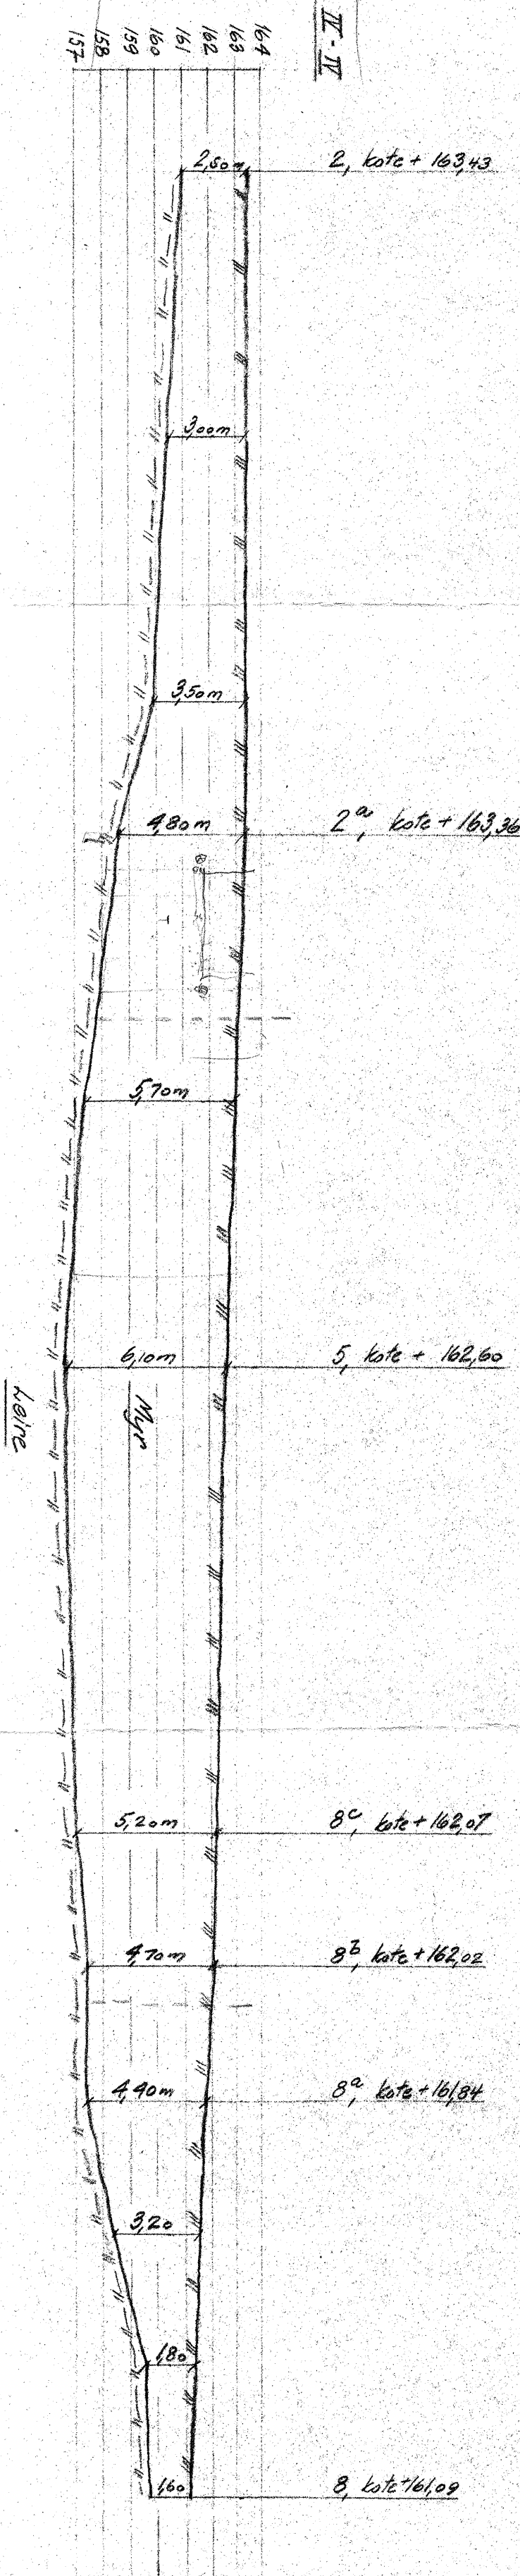 IV - IV
164
163
162
161
160
159
158
157
2,50m
2, kote + 163,43
3,00m
3,50m
4,80m
2a, kote + 163,36
5,70m
6,10m
5, kote + 162,60
Myr
Leire
5,20m
8c, kote + 162,07
4,70m
8b, kote + 162,02
4,40m
8a, kote + 161,84
3,20
1,80
1,60
8, kote + 161,09